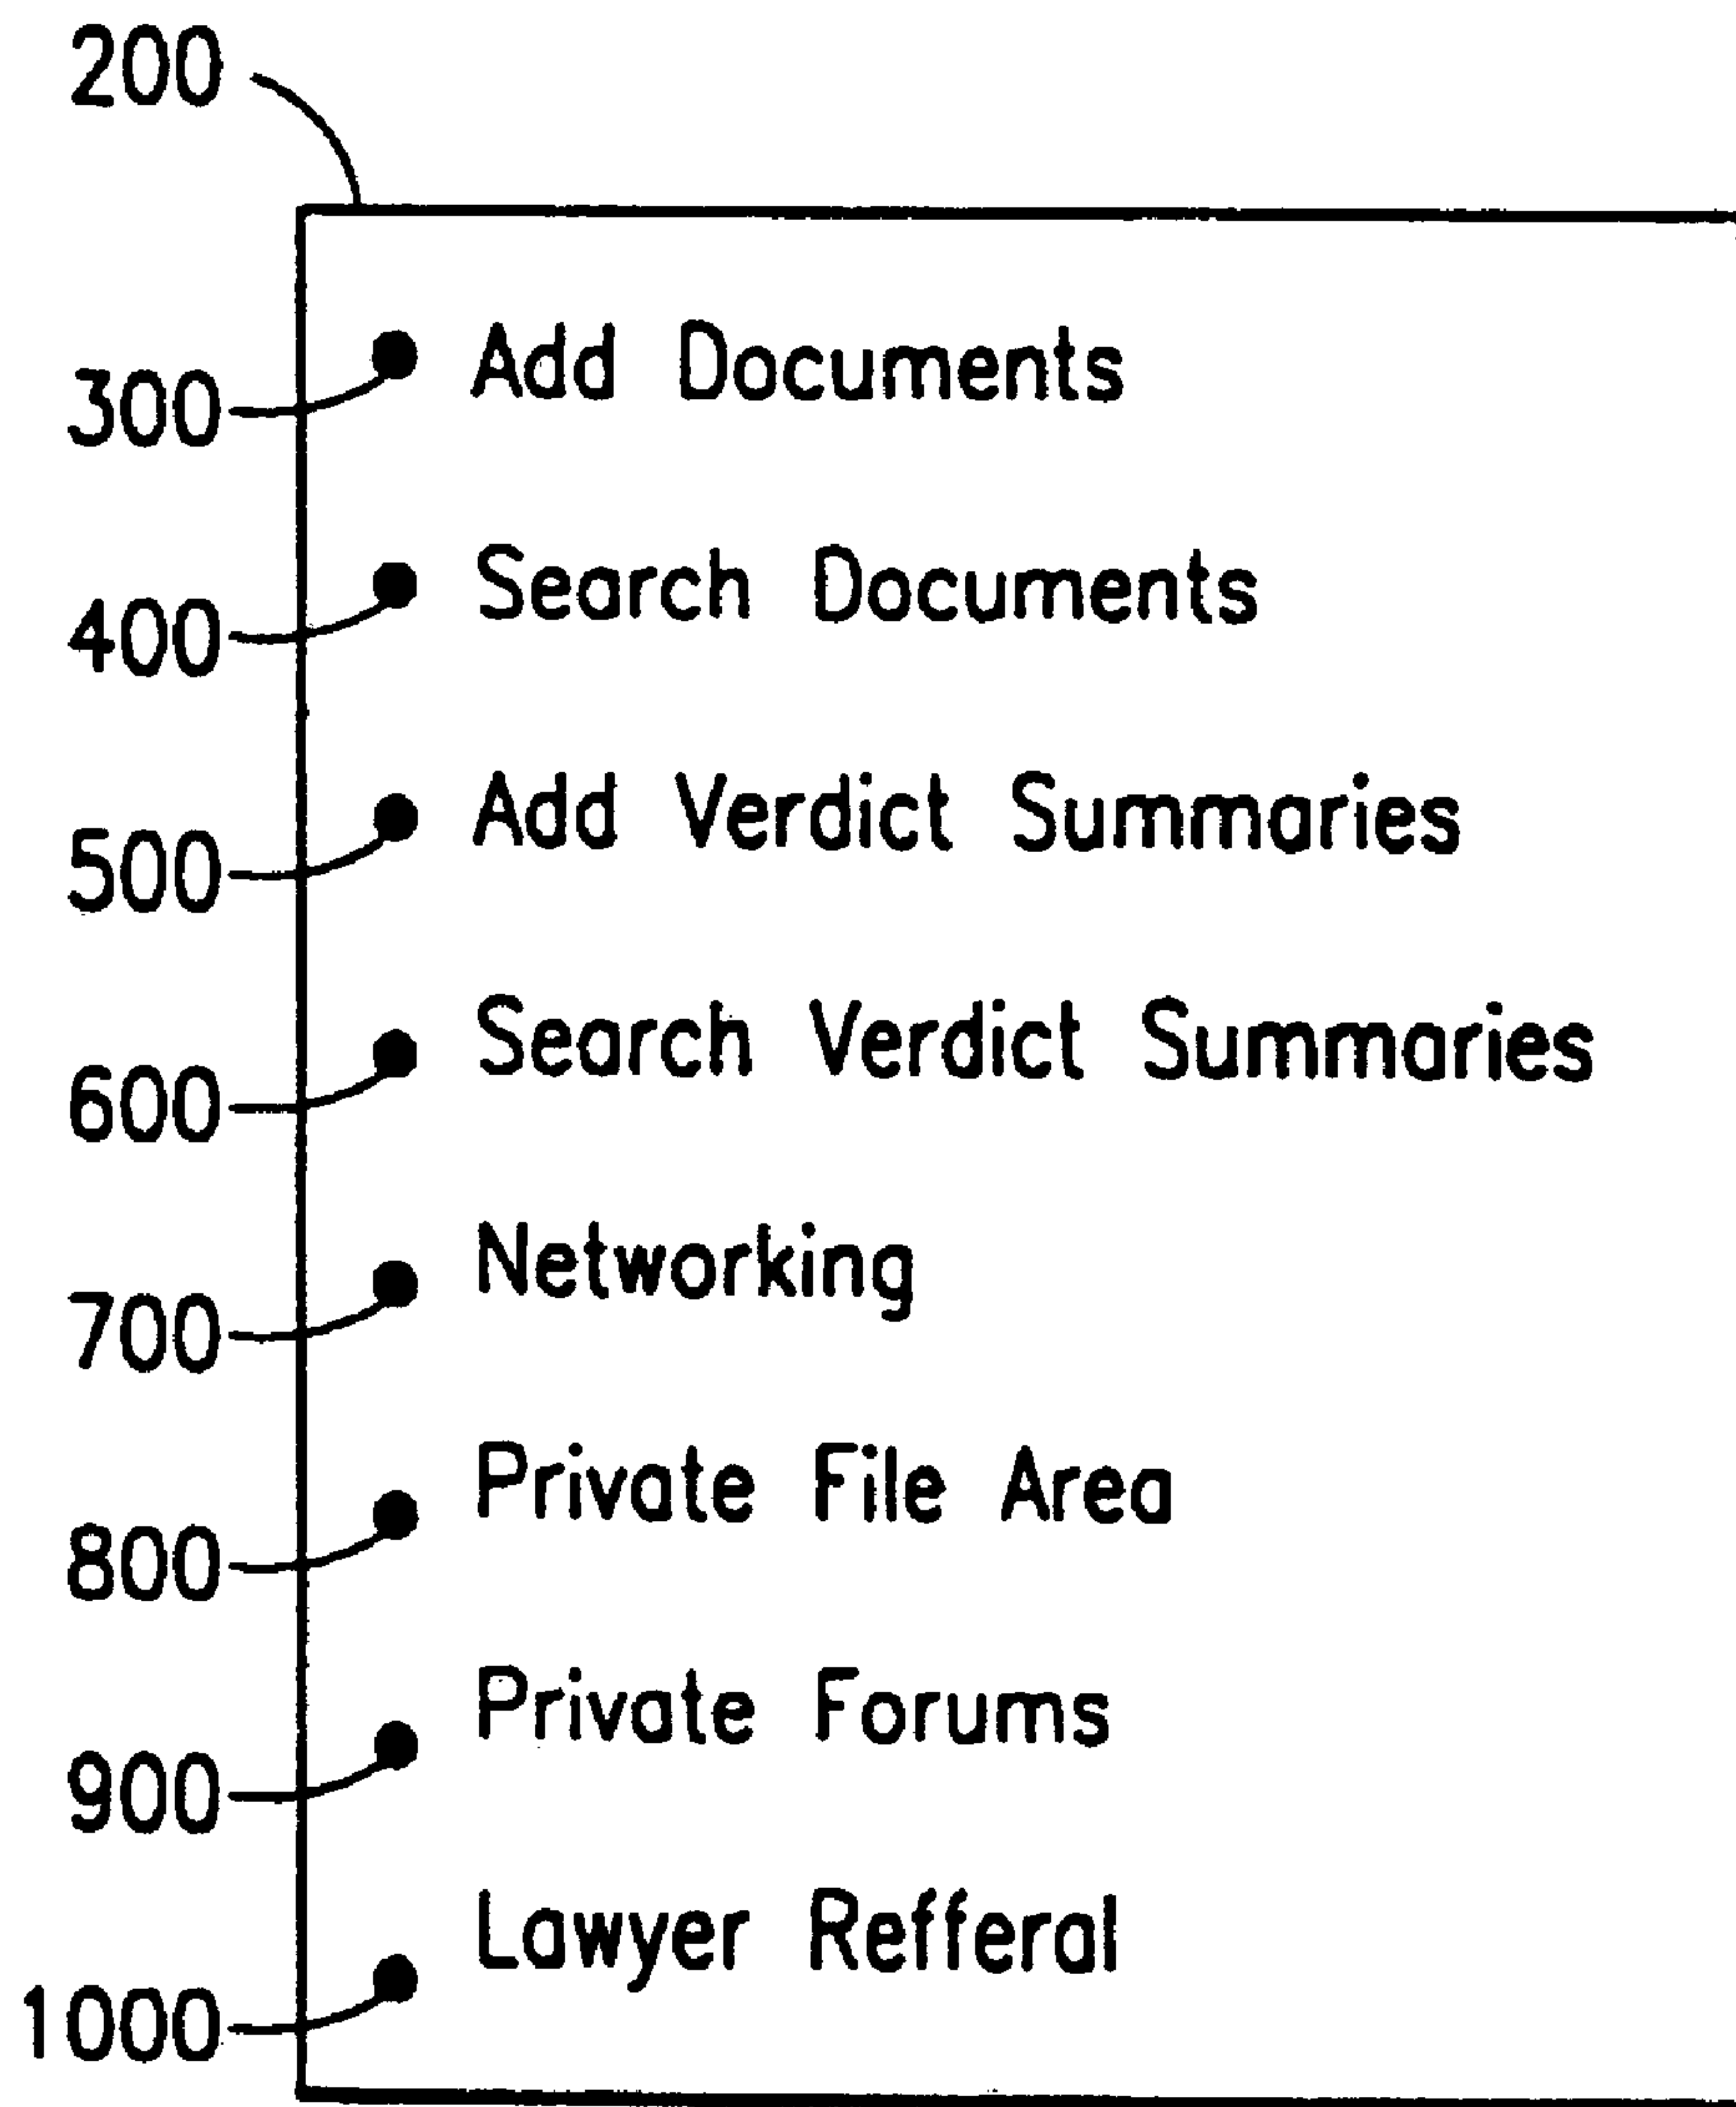 200
300 Add Documents
400 Search Documents
500 Add Verdict Summaries
600 Search Verdict Summaries
700 Networking
800 Private File Area
900 Private Forums
1000 Lawyer Refferal